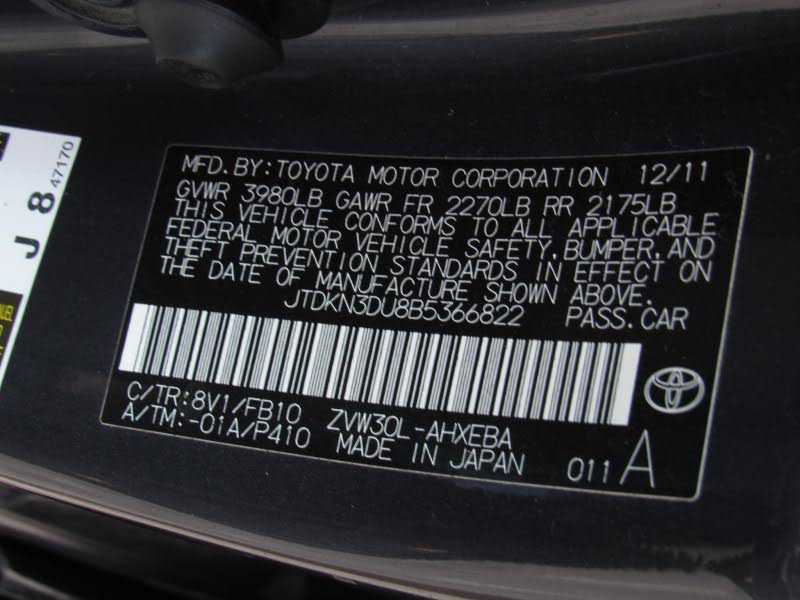 J 8
47170
MFD.BY:TOYOTA MOTOR CORPORATION 12/11
GVWR 3980LB GAWR FR 2270LB RR 2175LB
THIS VEHICLE CONFORMS TO ALL APPLICABLE
FEDERAL MOTOR VEHICLE SAFETY,BUMPER,AND
THEFT PREVENTION STANDARDS IN EFFECT ON
THE DATE OF MANUFACTURE SHOWN ABOVE.
JTDKN3DU8B5366822 PASS.CAR
C/TR:8V1/FB10 ZVW30L-AHXEBA
A/TM:-01A/P410 MADE IN JAPAN 011 A